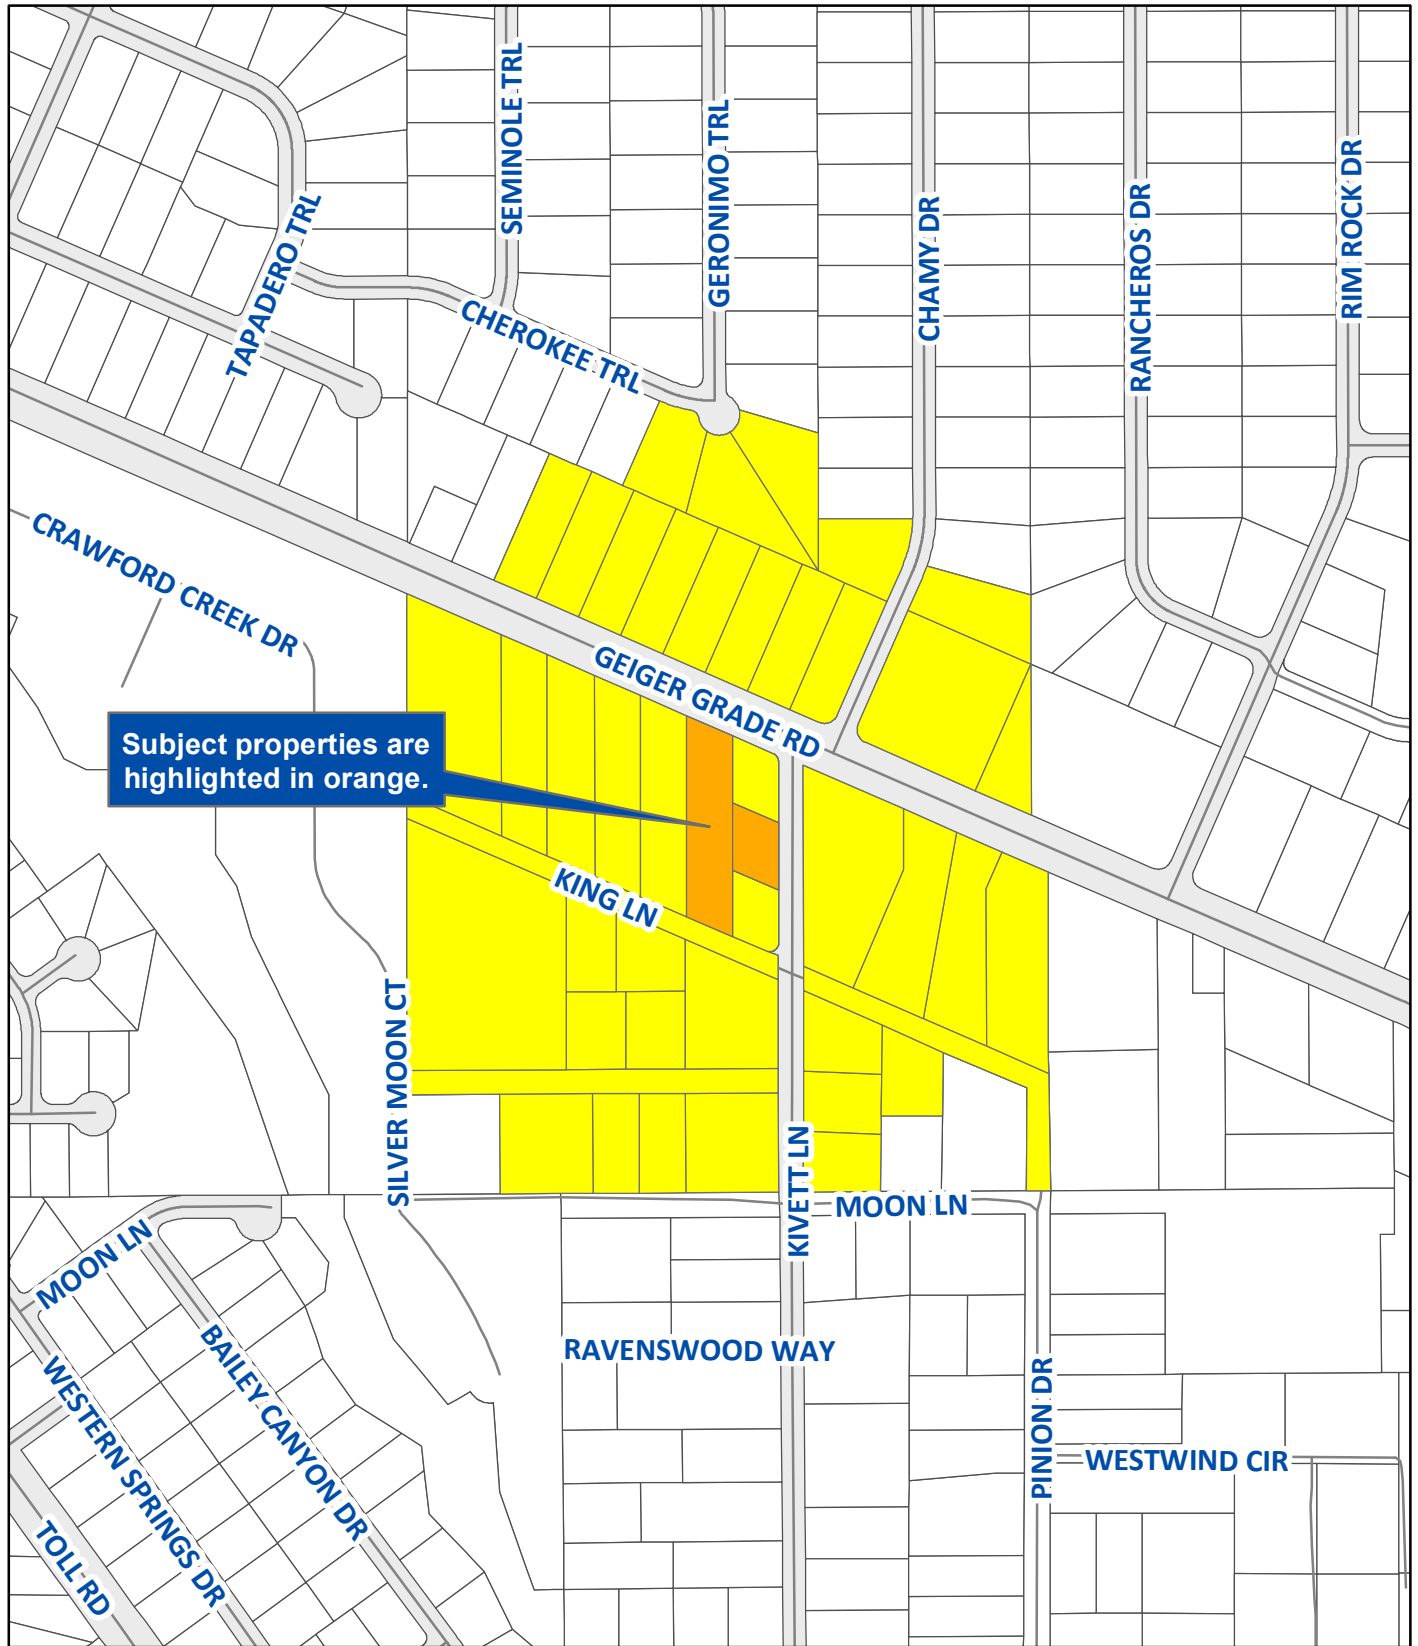 SEMINOLE TRL
GERONIMO TRL
CHAMY DR
RANCHEROS DR
RIM ROCK DR
TAPADERO TRL
CHEROKEE TRL
CRAWFORD CREEK DR
GEIGER GRADE RD
Subject properties are
highlighted in orange.
KING LN
SILVER MOON CT
KIVETT LN
MOON LN
MOON LN
BAILEY CANYON DR
RAVENSWOOD WAY
WESTERN SPRINGS DR
PINION DR
WESTWIND CIR
TOLL RD